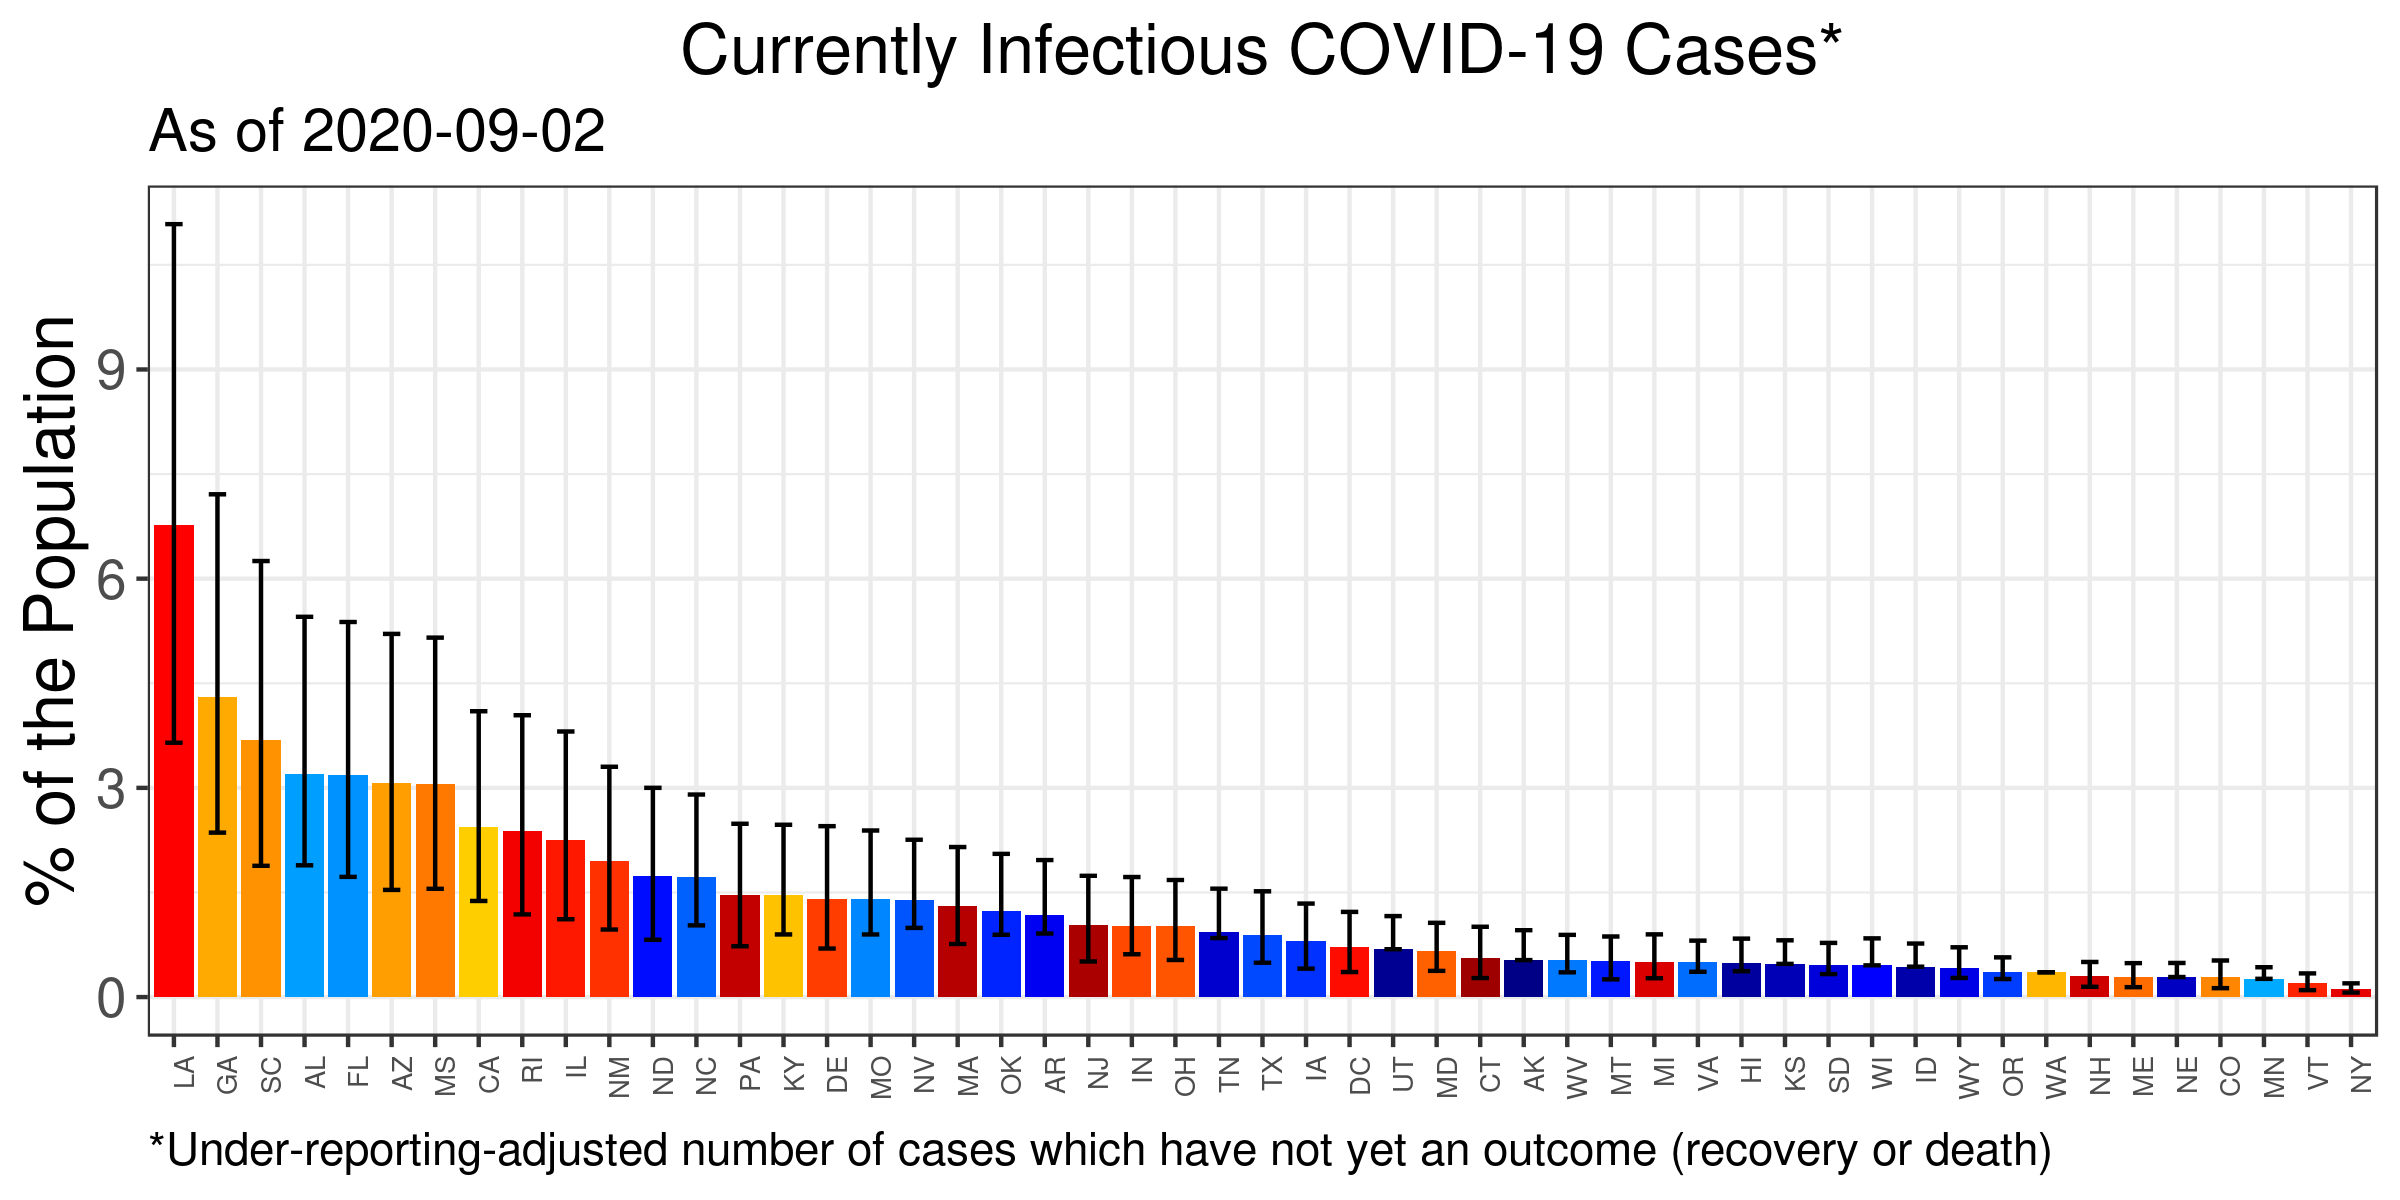 Currently Infectious COVID-19 Cases*
As of 2020-09-02
% of the Population
9
6
3
0
LA GA SC AL FL AZ MS CA RI IL NM ND NC PA KY DE MO NV MA OK AR NJ IN OH TN TX IA DC UT MD CT AK WV MT MI VA HI KS SD WI ID WY OR WA NH ME NE CO MN VT NY
*Under-reporting-adjusted number of cases which have not yet an outcome (recovery or death)